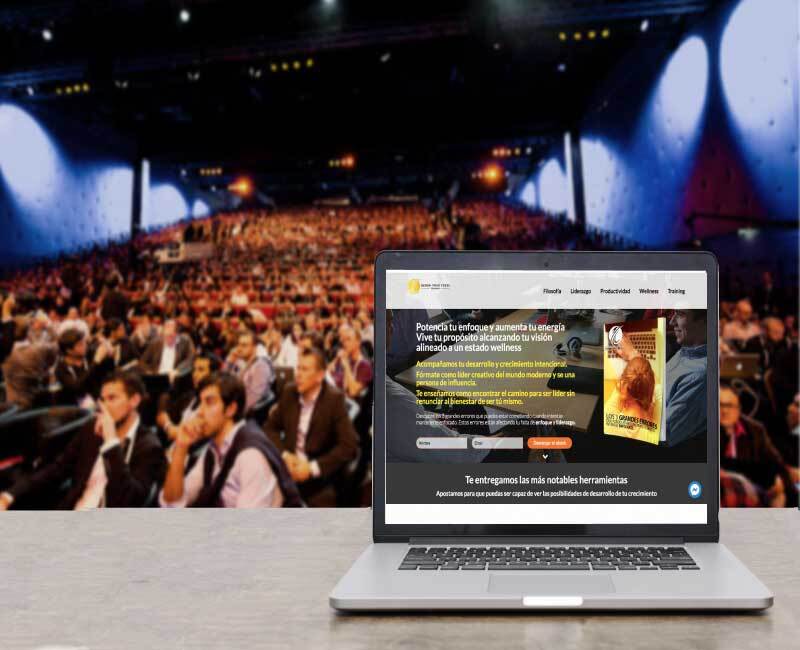 Filosofía Liderazgo Productividad Wellness Training
Potencia tu enfoque y aumenta tu energía
Vive tu propósito alcanzando tu visión
alineado a un estado wellness
Acompañamos tu desarrollo y crecimiento intencional.
Fórmate como líder creativo del mundo moderno y se una
persona de influencia.
Te enseñamos como encontrar el camino para ser líder sin
renunciar al bienestar de ser tú mismo.
enfoque y liderazgo.
Descargar el ebook
LOS 3 GRANDES ERRORES
Te entregamos las más notables herramientas
Apostamos para que puedas ser capaz de ver las posibilidades de desarrollo de tu crecimiento